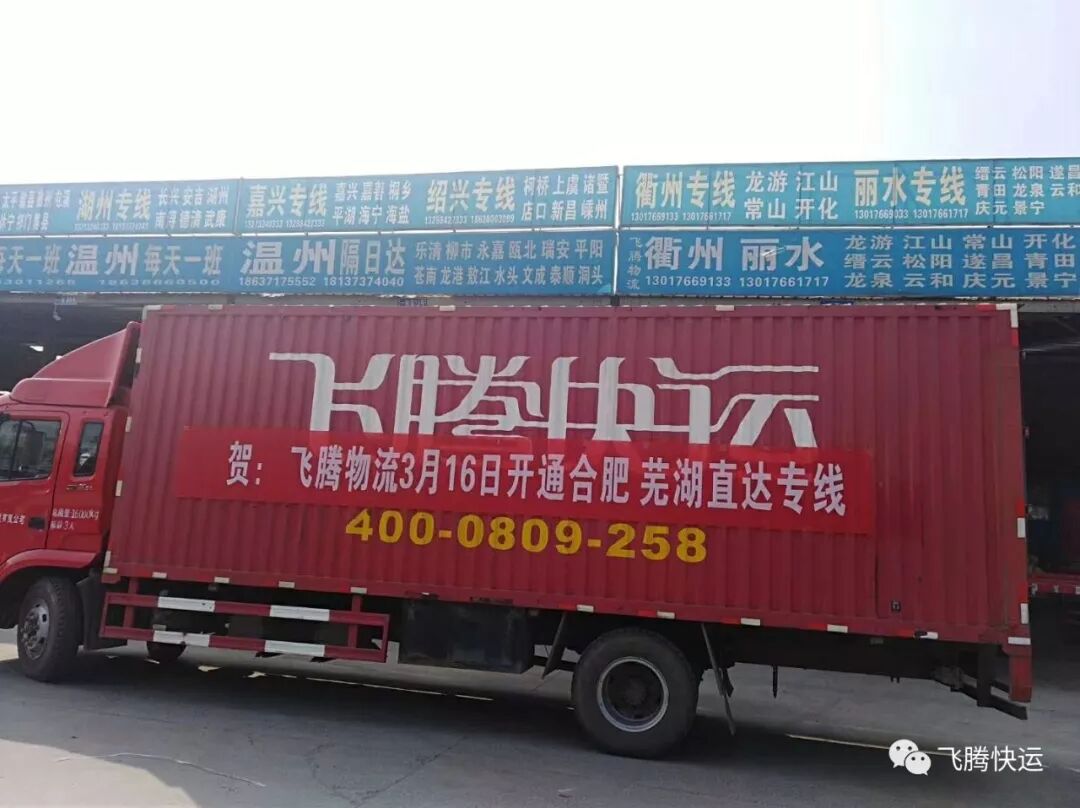 湖州专线 长兴 安吉 湖州
南浔 德清 武康
嘉兴专线 嘉兴 嘉善 桐乡
平湖 海宁 海盐
绍兴专线 柯桥 上虞 诸暨
店口 新昌 嵊州
衢州专线 龙游 江山
常山 开化
13017669133 13017661717
丽水专线 缙云 松阳 遂昌
青田 龙泉 云和
庆元 景宁
13017669033 13017661717
每天一班 温州 每天一班
温州 隔日达 乐清 柳市 永嘉 瓯北 瑞安 平阳
苍南 龙港 敖江 水头 文成 泰顺 洞头
18637175552 18137374040
飞腾物流
衢州 丽水 龙游 江山 常山 开化
缙云 松阳 遂昌 青田
龙泉 云和 庆元 景宁
13017669133 13017661717
飞腾快运
贺：飞腾物流3月16日开通合肥 芜湖直达专线
400-0809-258
3人
飞腾快运